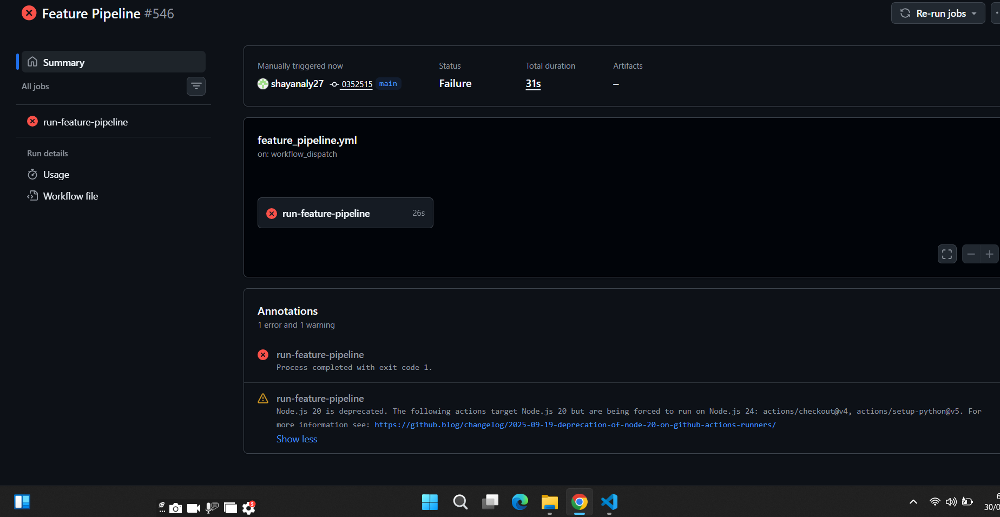 Feature Pipeline #546
Re-run jobs
Summary
All jobs
run-feature-pipeline
Run details
Usage
Workflow file
Manually triggered now
shayanaly27 0352515 main
Status
Failure
Total duration
31s
Artifacts
–
feature_pipeline.yml
on: workflow_dispatch
run-feature-pipeline 26s
Annotations
1 error and 1 warning
run-feature-pipeline
Process completed with exit code 1.
run-feature-pipeline
Node.js 20 is deprecated. The following actions target Node.js 20 but are being forced to run on Node.js 24: actions/checkout@v4, actions/setup-python@v5. For
more information see: https://github.blog/changelog/2025-09-19-deprecation-of-node-20-on-github-actions-runners/
Show less
5
6
30/0